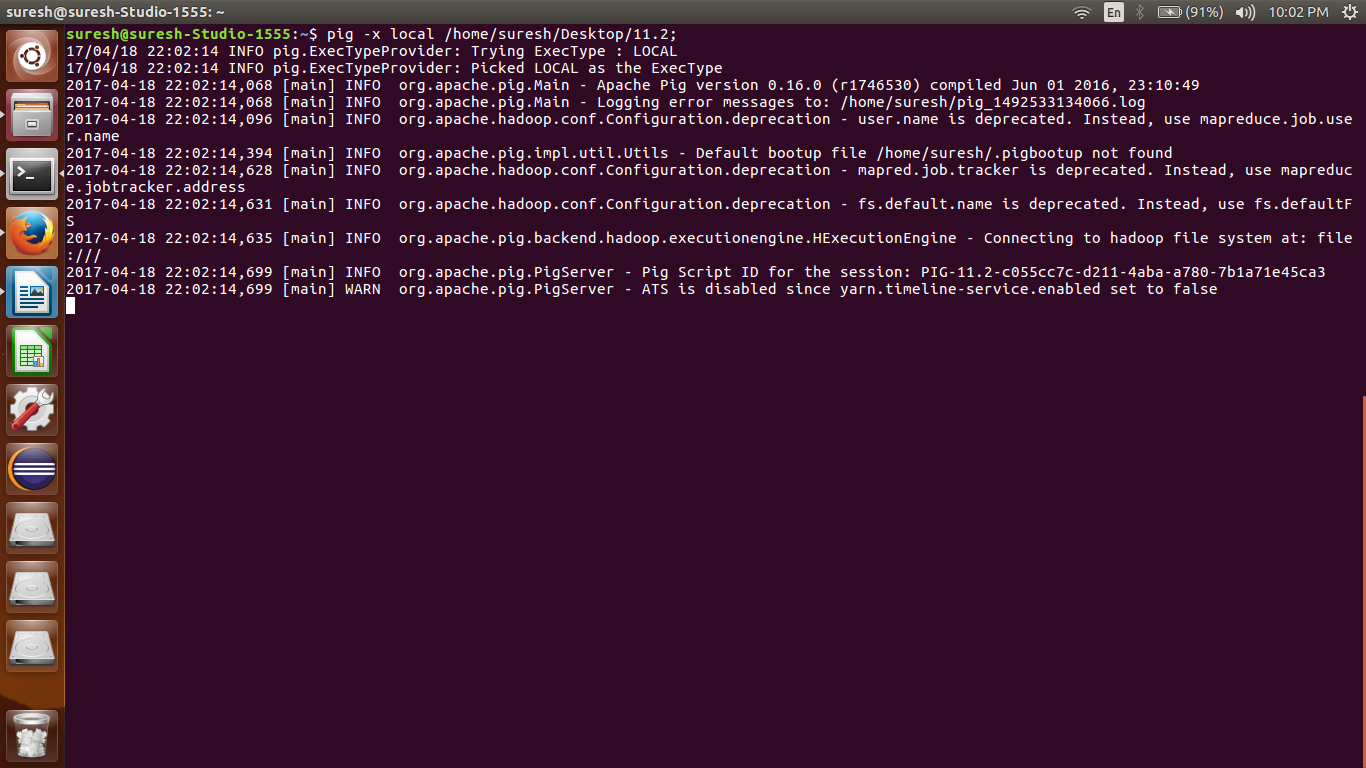 suresh@suresh-Studio-1555: ~
En
(91%)
10:02 PM
suresh@suresh-Studio-1555:~$ pig -x local /home/suresh/Desktop/11.2;
17/04/18 22:02:14 INFO pig.ExecTypeProvider: Trying ExecType : LOCAL
17/04/18 22:02:14 INFO pig.ExecTypeProvider: Picked LOCAL as the ExecType
2017-04-18 22:02:14,068 [main] INFO  org.apache.pig.Main - Apache Pig version 0.16.0 (r1746530) compiled Jun 01 2016, 23:10:49
2017-04-18 22:02:14,068 [main] INFO  org.apache.pig.Main - Logging error messages to: /home/suresh/pig_1492533134066.log
2017-04-18 22:02:14,096 [main] INFO  org.apache.hadoop.conf.Configuration.deprecation - user.name is deprecated. Instead, use mapreduce.job.use
r.name
2017-04-18 22:02:14,394 [main] INFO  org.apache.pig.impl.util.Utils - Default bootup file /home/suresh/.pigbootup not found
2017-04-18 22:02:14,628 [main] INFO  org.apache.hadoop.conf.Configuration.deprecation - mapred.job.tracker is deprecated. Instead, use mapreduc
e.jobtracker.address
2017-04-18 22:02:14,631 [main] INFO  org.apache.hadoop.conf.Configuration.deprecation - fs.default.name is deprecated. Instead, use fs.defaultF
S
2017-04-18 22:02:14,635 [main] INFO  org.apache.pig.backend.hadoop.executionengine.HExecutionEngine - Connecting to hadoop file system at: file
:///
2017-04-18 22:02:14,699 [main] INFO  org.apache.pig.PigServer - Pig Script ID for the session: PIG-11.2-c055cc7c-d211-4aba-a780-7b1a71e45ca3
2017-04-18 22:02:14,699 [main] WARN  org.apache.pig.PigServer - ATS is disabled since yarn.timeline-service.enabled set to false